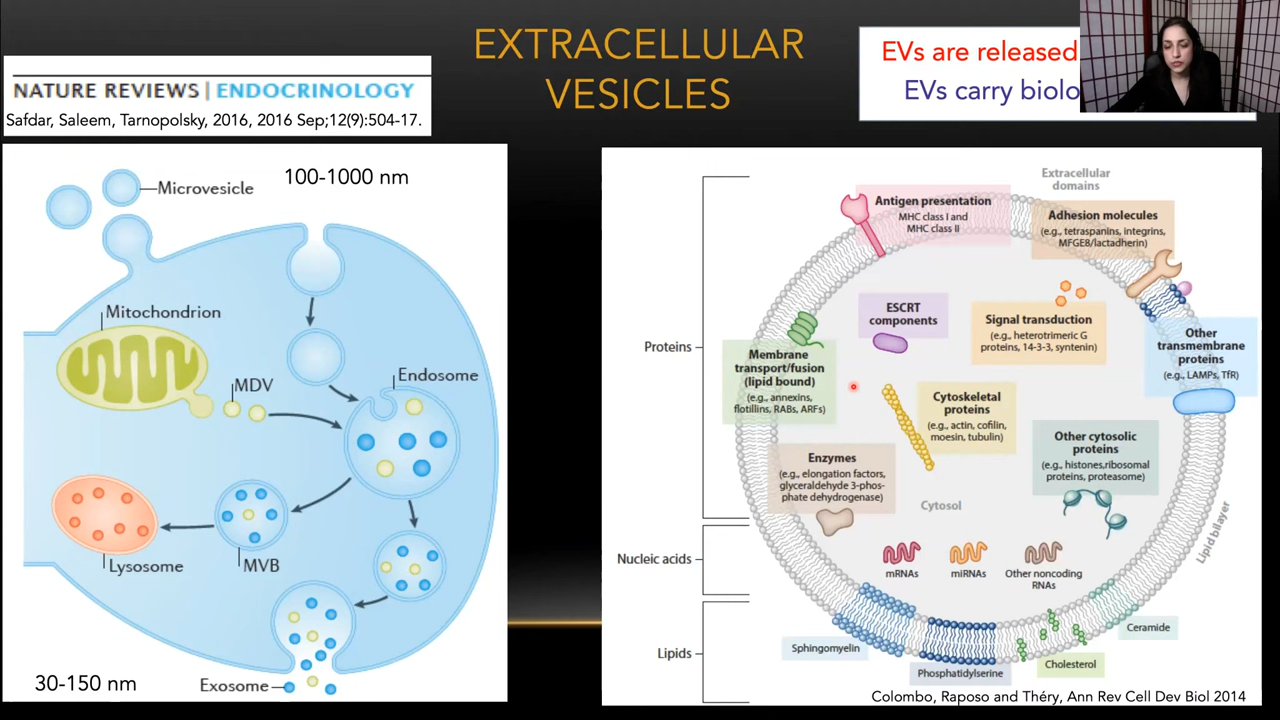 EXTRACELLULAR
VESICLES
NATURE REVIEWS | ENDOCRINOLOGY
Safdar, Saleem, Tarnopolsky, 2016, 2016 Sep;12(9):504-17.
EVs are released
EVs carry
100-1000 nm
Microvesicle
Mitochondrion
MDV
Endosome
Lysosome
MVB
Exosome
30-150 nm
Extracellular
domains
Antigen presentation
MHC class I and
MHC class II
Adhesion molecules
(e.g., tetraspanins, integrins,
MFGE8/lactadherin)
ESCRT
components
Signal transduction
(e.g., heterotrimeric G
proteins, 14-3-3, syntenin)
Other
transmembrane
proteins
(e.g., LAMPs, TfR)
Proteins
Membrane
transport/fusion
(lipid bound)
(e.g., annexins,
flotillins, RABs, ARFs)
Cytoskeletal
proteins
(e.g., actin, cofilin,
moesin, tubulin)
Other cytosolic
proteins
(e.g., histones,ribosomal
proteins, proteasome)
Enzymes
(e.g., elongation factors,
glyceraldehyde 3-phos-
phate dehydrogenase)
Cytosol
Lipid bilayer
Nucleic acids
mRNAs
miRNAs
Other noncoding
RNAs
Lipids
Sphingomyelin
Phosphatidylserine
Cholesterol
Ceramide
Colombo, Raposo and Théry, Ann Rev Cell Dev Biol 2014